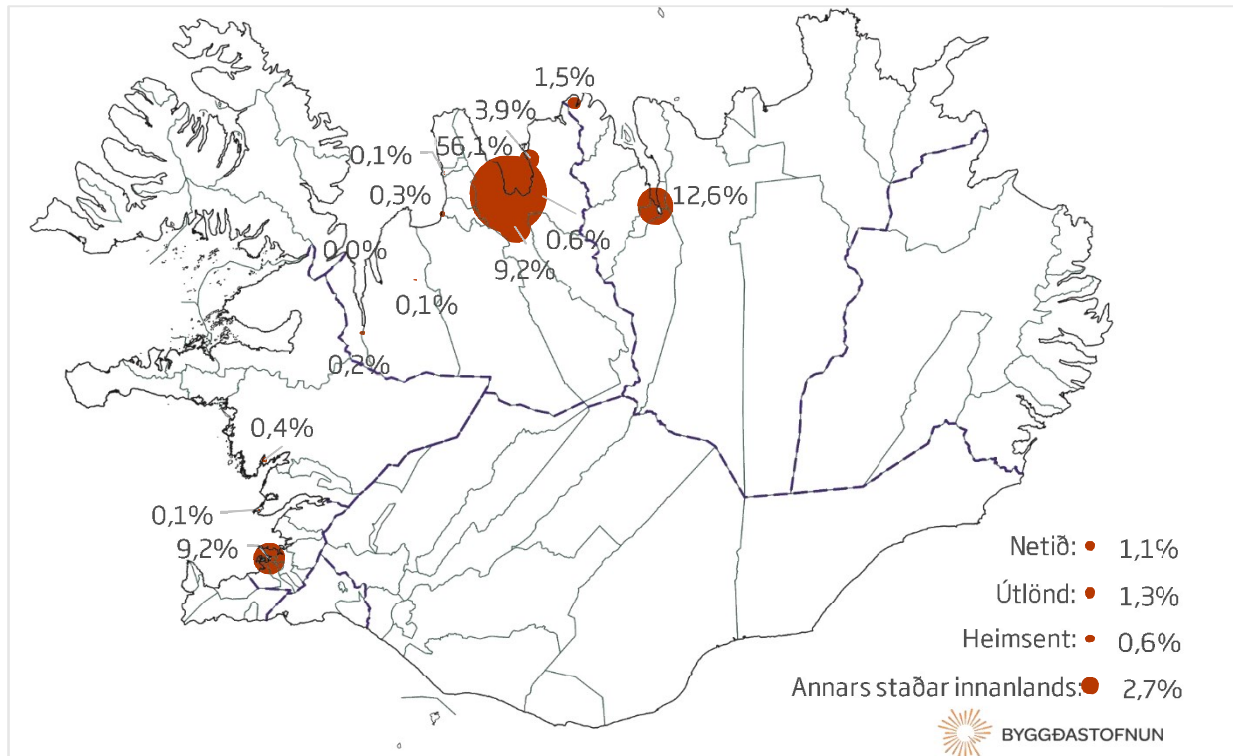 1,5%
3,9%
56,1%
0,1%
0,3%
12,6%
0,6%
0,0%
9,2%
0,1%
0,2%
0,4%
0,1%
9,2%
Netið: 1,1%
Útlönd: 1,3%
Heimsent: 0,6%
Annars staðar innanlands: 2,7%
BYGGÐASTOFNUN